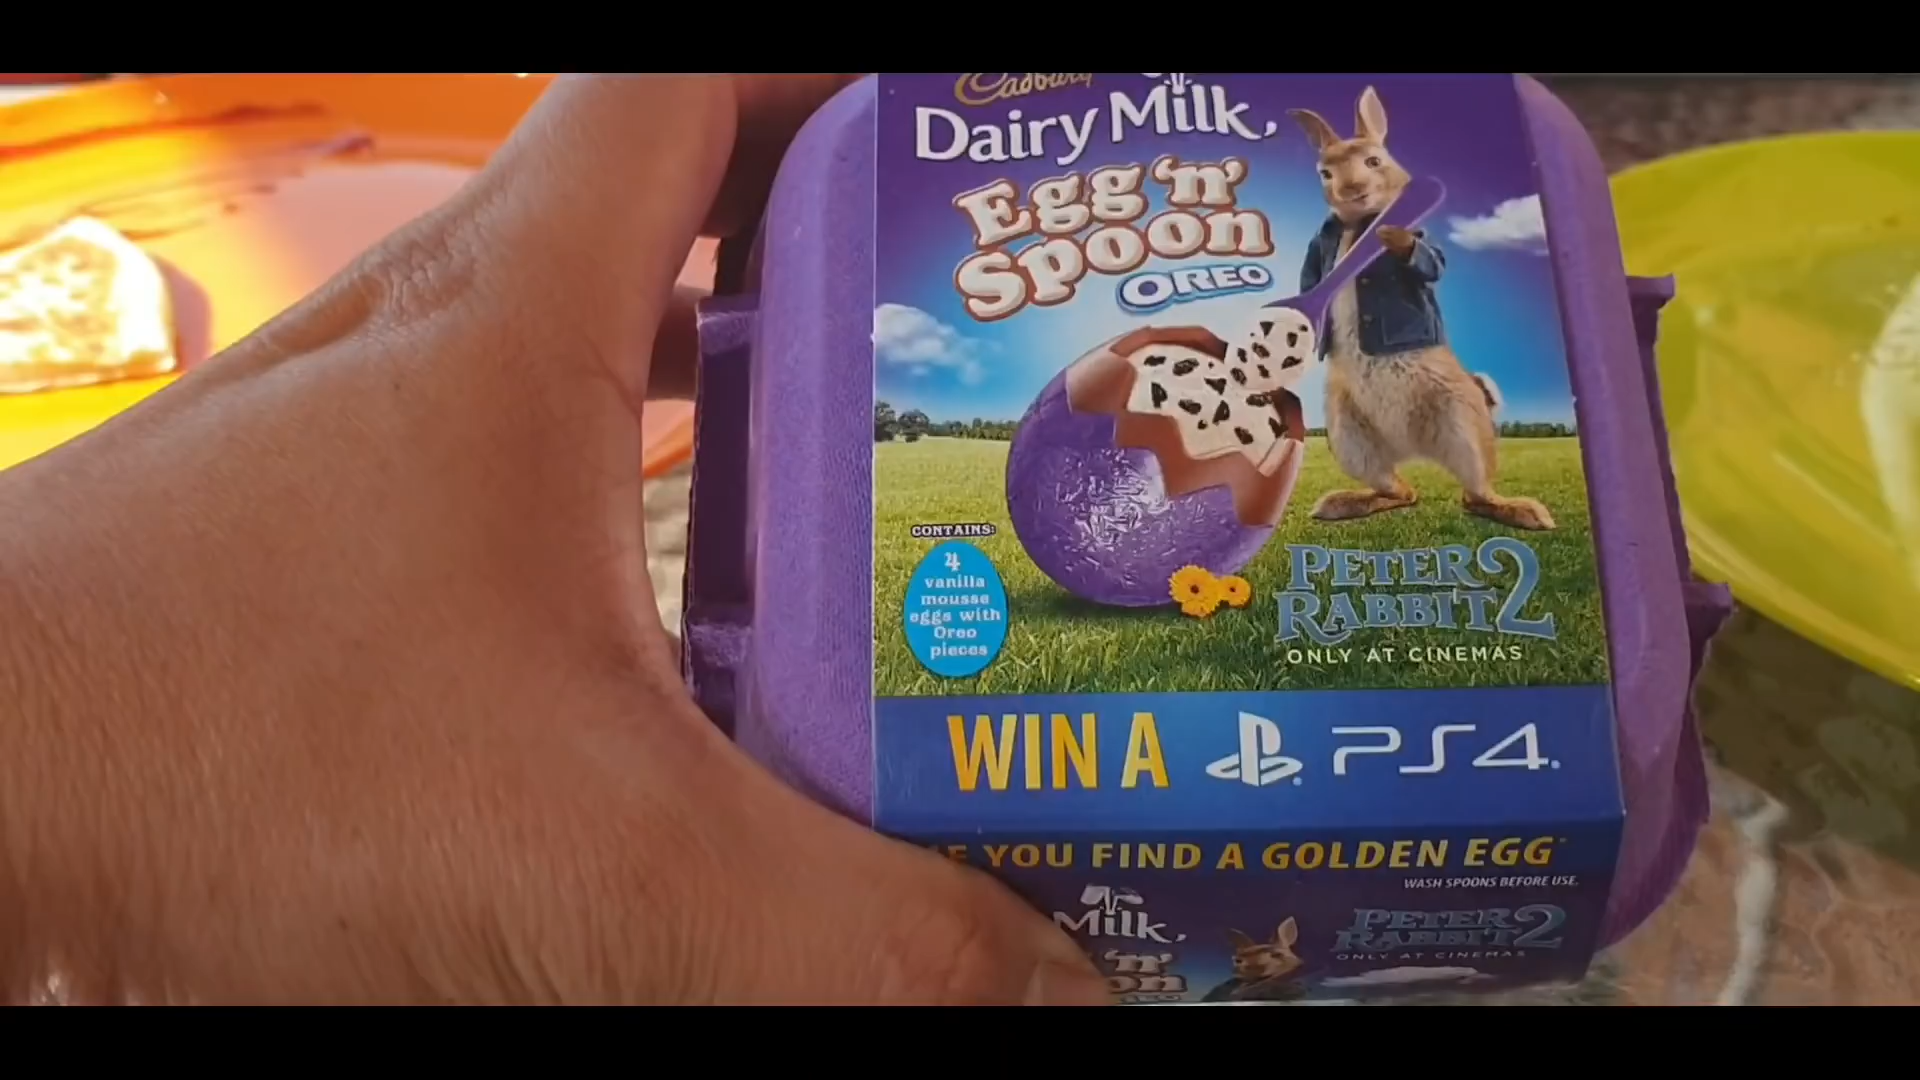 Cadbury
Dairy Milk
Egg 'n'
Spoon
OREO
CONTAINS:
4
vanilla
mousse
eggs with
Oreo
pieces
PETER
RABBIT 2
ONLY AT CINEMAS
WIN A PS4
YOU FIND A GOLDEN EGG*
WASH SPOONS BEFORE USE.
Milk
'n'
PETER
RABBIT 2
ONLY AT CINEMAS